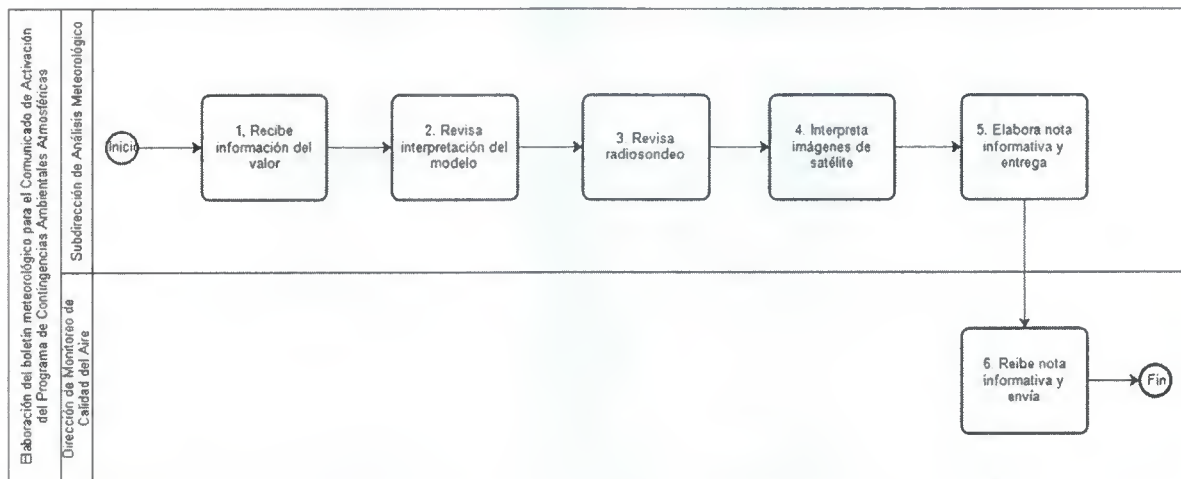 Elaboración del boletín meteorológico para el Comunicado de Activación
del Programa de Contingencias Ambientales Atmosféricas
Subdirección de Análisis Meteorológico
Inicio
1, Recibe
información del
valor
2. Revisa
interpretación del
modelo
3. Revisa
radiosondeo
4. Interpreta
imágenes de
satélite
5. Elabora nota
informativa y
entrega
Dirección de Monitoreo de
Calidad del Aire
6. Reibe nota
informativa y
envía
Fin